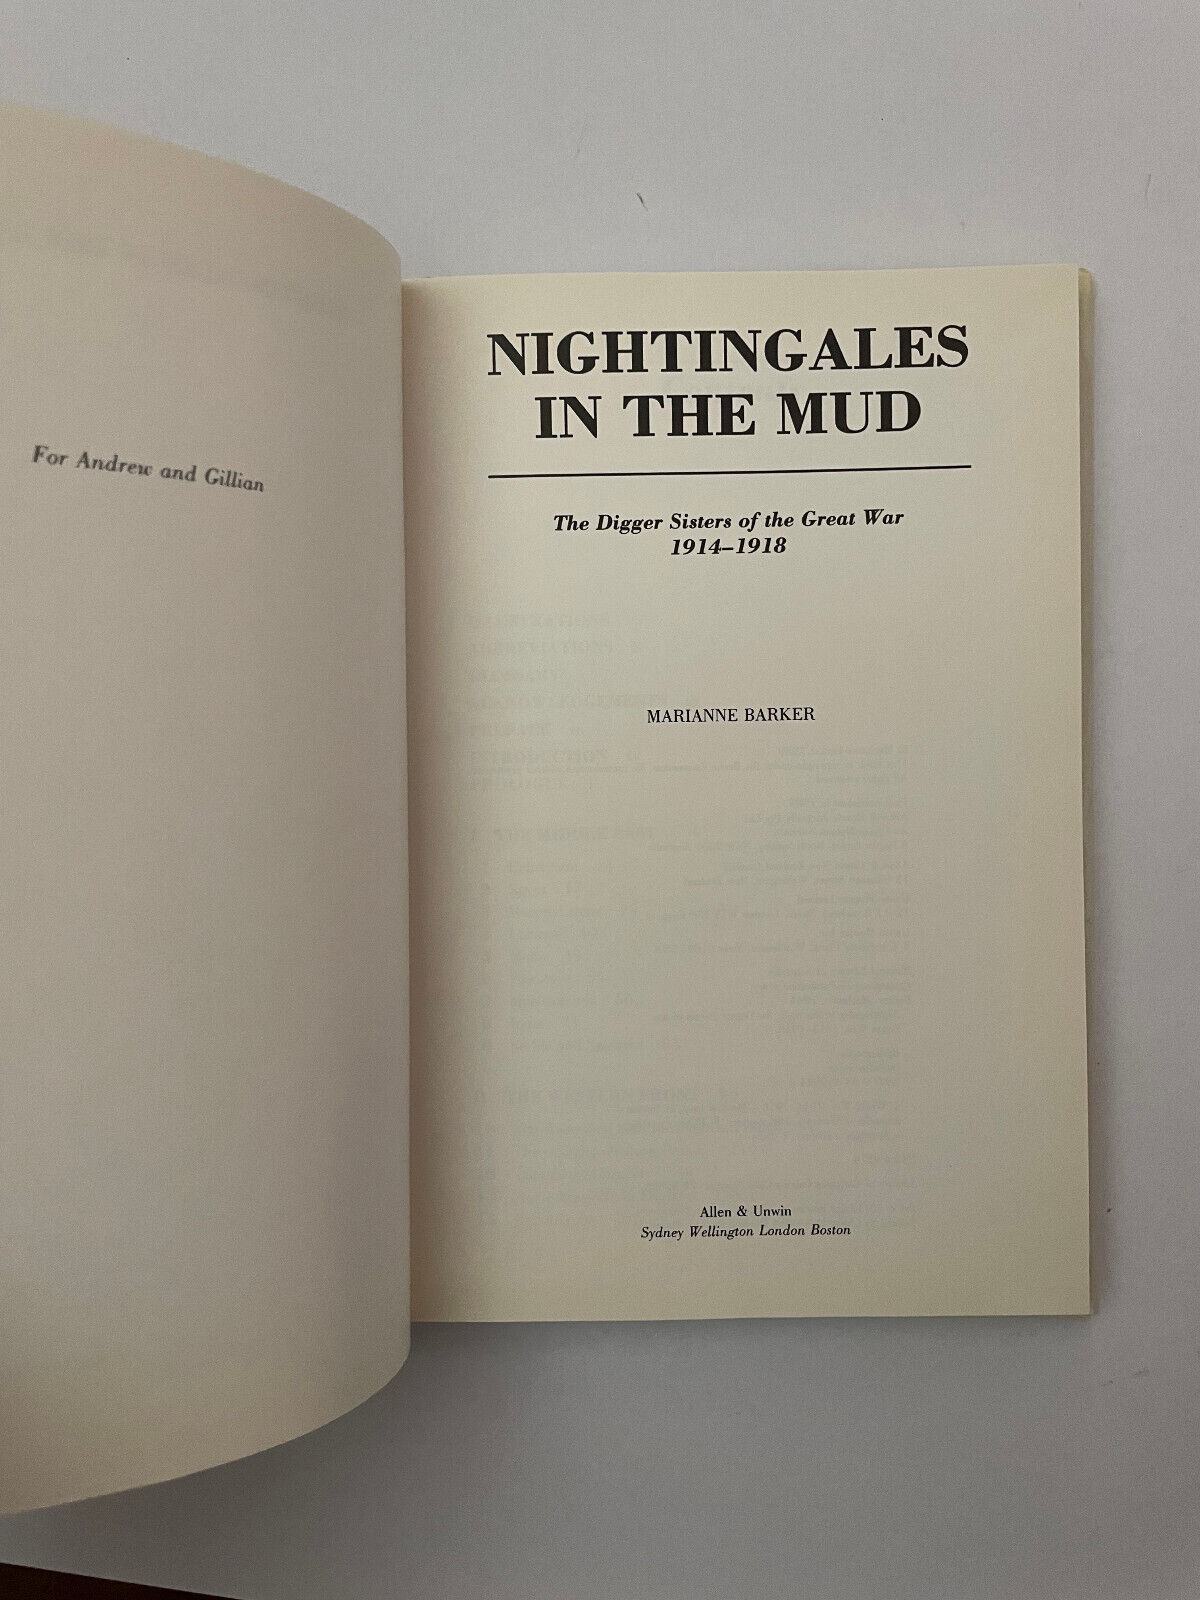 For Andrew and Gillian
NIGHTINGALES
IN THE MUD
The Digger Sisters of the Great War
1914–1918
MARIANNE BARKER
Allen & Unwin
Sydney Wellington London Boston